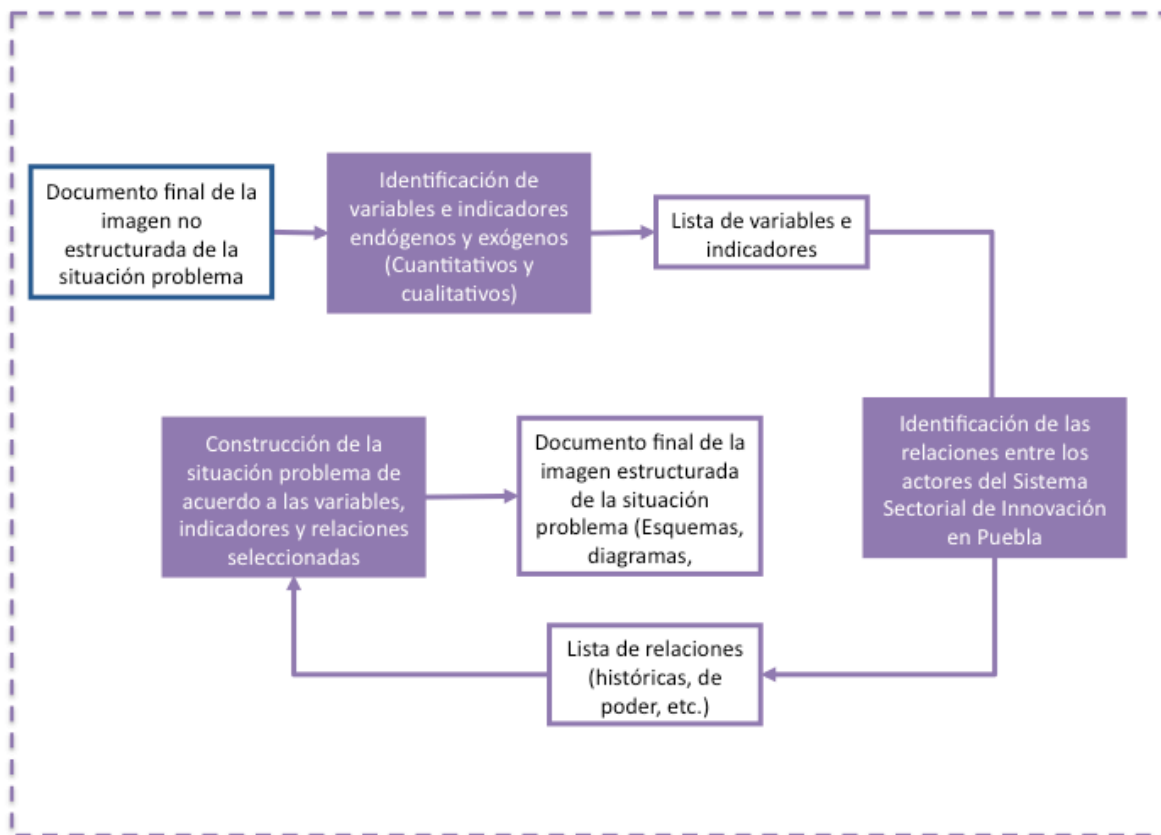 Documento final de la
imagen no
estructurada de la
situación problema
Identificación de
variables e indicadores
endógenos y exógenos
(Cuantitativos y
cualitativos)
Lista de variables e
indicadores
Identificación de las
relaciones entre los
actores del Sistema
Sectorial de Innovación
en Puebla
Lista de relaciones
(históricas, de
poder, etc.)
Construcción de la
situación problema de
acuerdo a las variables,
indicadores y relaciones
seleccionadas
Documento final de la
imagen estructurada
de la situación
problema (Esquemas,
diagramas,